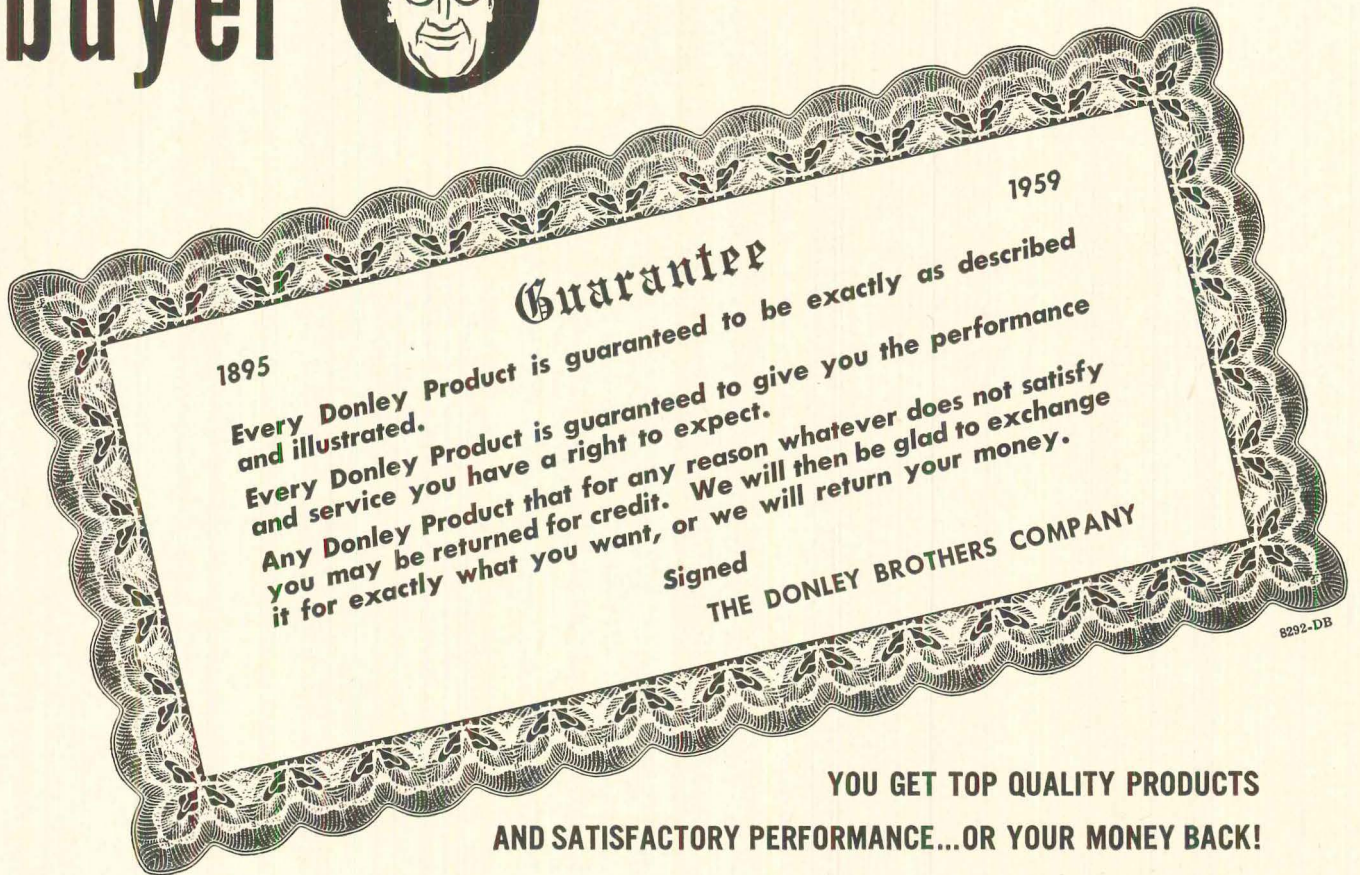 buyer
1895
1959
Guarantee
Every Donley Product is guaranteed to be exactly as described
and illustrated.
Every Donley Product is guaranteed to give you the performance
and service you have a right to expect.
Any Donley Product that for any reason whatever does not satisfy
you may be returned for credit. We will then be glad to exchange
it for exactly what you want, or we will return your money.
Signed
THE DONLEY BROTHERS COMPANY
8292-DB
YOU GET TOP QUALITY PRODUCTS
AND SATISFACTORY PERFORMANCE...OR YOUR MONEY BACK!